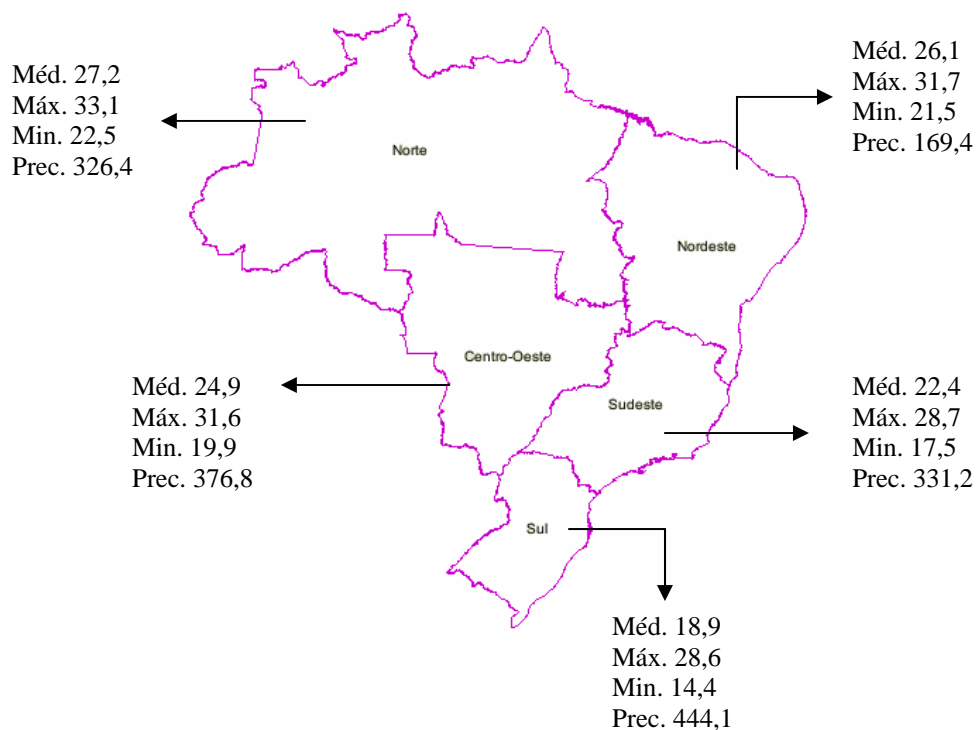 Méd. 27,2
Máx. 33,1
Min. 22,5
Prec. 326,4
Norte
Méd. 26,1
Máx. 31,7
Min. 21,5
Prec. 169,4
Nordeste
Centro-Oeste
Méd. 24,9
Máx. 31,6
Min. 19,9
Prec. 376,8
Sudeste
Méd. 22,4
Máx. 28,7
Min. 17,5
Prec. 331,2
Sul
Méd. 18,9
Máx. 28,6
Min. 14,4
Prec. 444,1